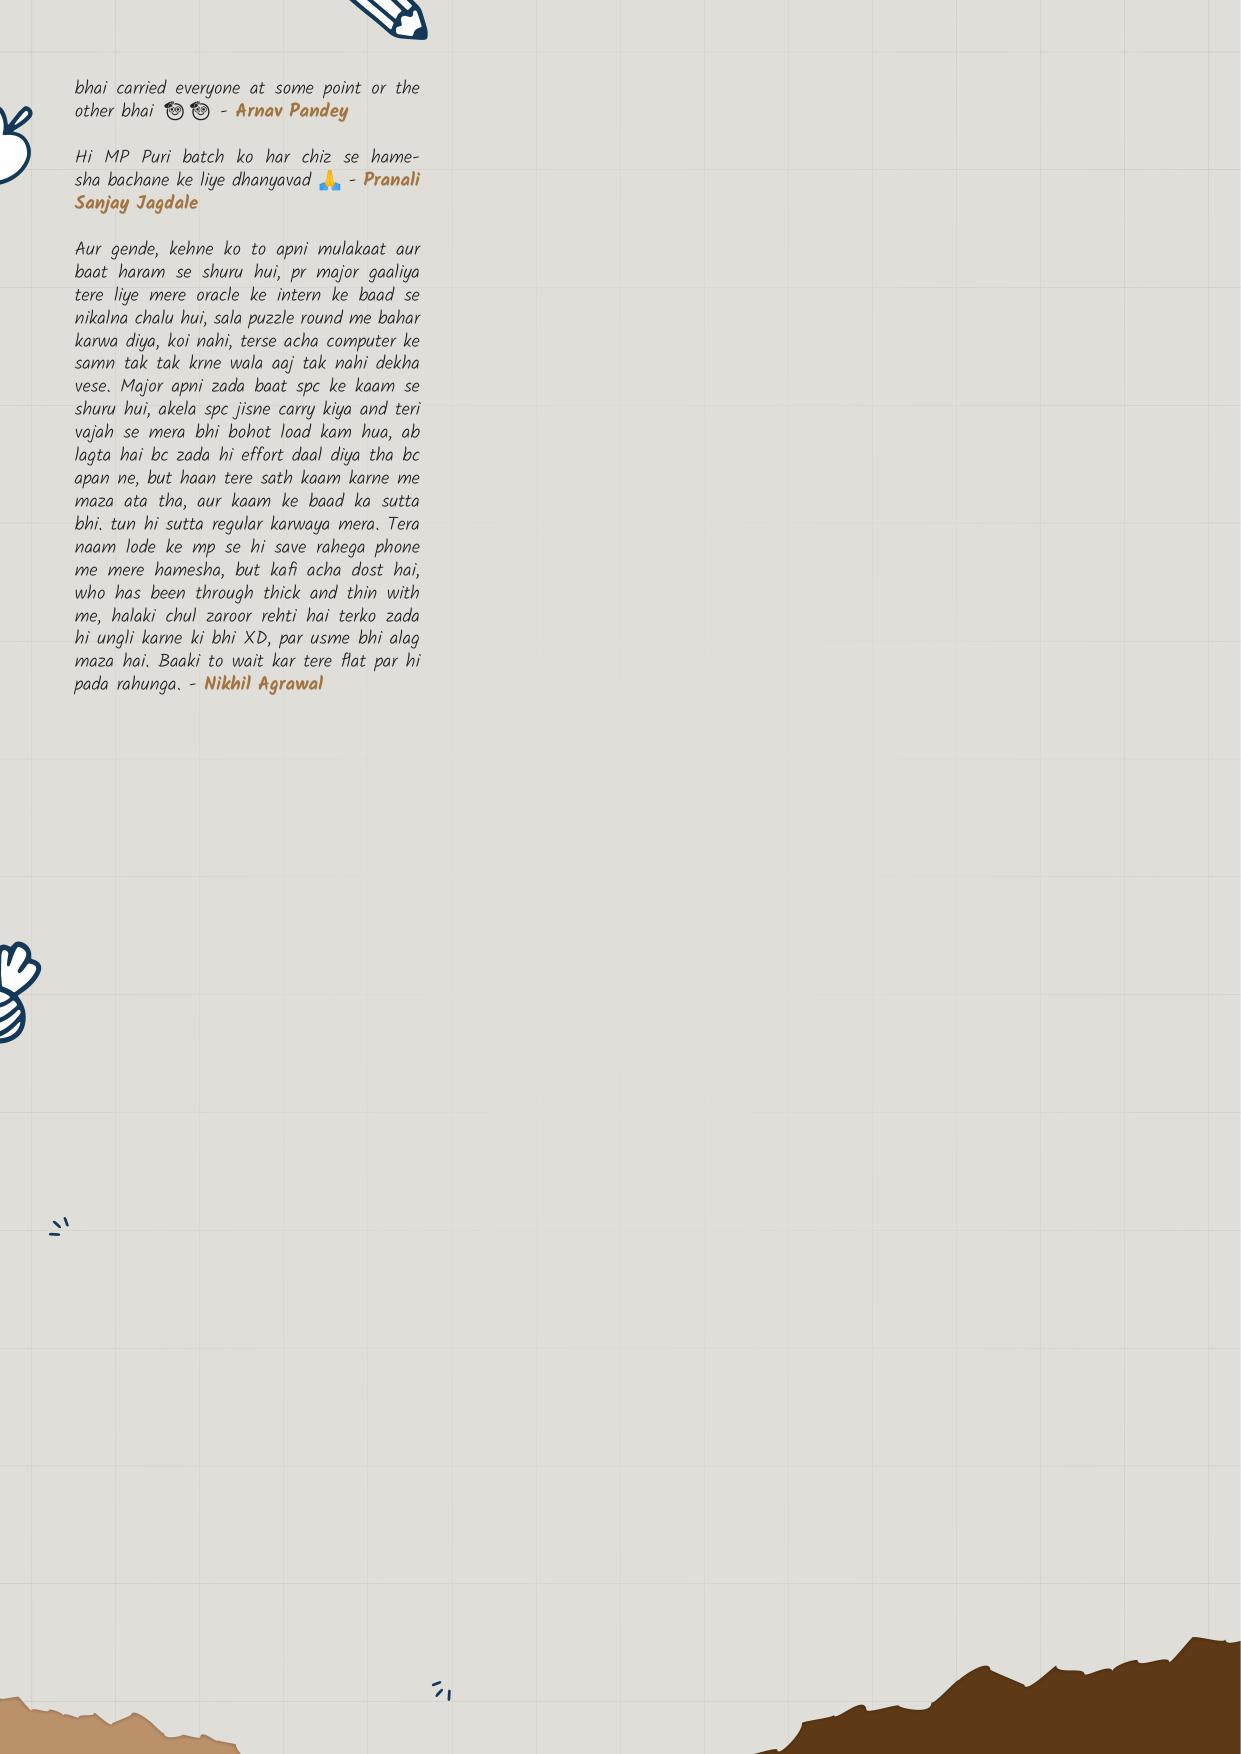 bhai carried everyone at some point or the
other bhai - Arnav Pandey
Hi MP Puri batch ko har chiz se hame-
sha bachane ke liye dhanyavad 🙏 - Pranali
Sanjay Jagdale
Aur gende, kehne ko to apni mulakaat aur
baat haram se shuru hui, pr major gaaliya
tere liye mere oracle ke intern ke baad se
nikalna chalu hui, sala puzzle round me bahar
karwa diya, koi nahi, terse acha computer ke
samn tak tak krne wala aaj tak nahi dekha
vese. Major apni zada baat spc ke kaam se
shuru hui, akela spc jisne carry kiya and teri
vajah se mera bhi bohot load kam hua, ab
lagta hai bc zada hi effort daal diya tha bc
apan ne, but haan tere sath kaam karne me
maza ata tha, aur kaam ke baad ka sutta
bhi. tun hi sutta regular karwaya mera. Tera
naam lode ke mp se hi save rahega phone
me mere hamesha, but kafi acha dost hai,
who has been through thick and thin with
me, halaki chul zaroor rehti hai terko zada
hi ungli karne ki bhi XD, par usme bhi alag
maza hai. Baaki to wait kar tere flat par hi
pada rahunga. - Nikhil Agrawal